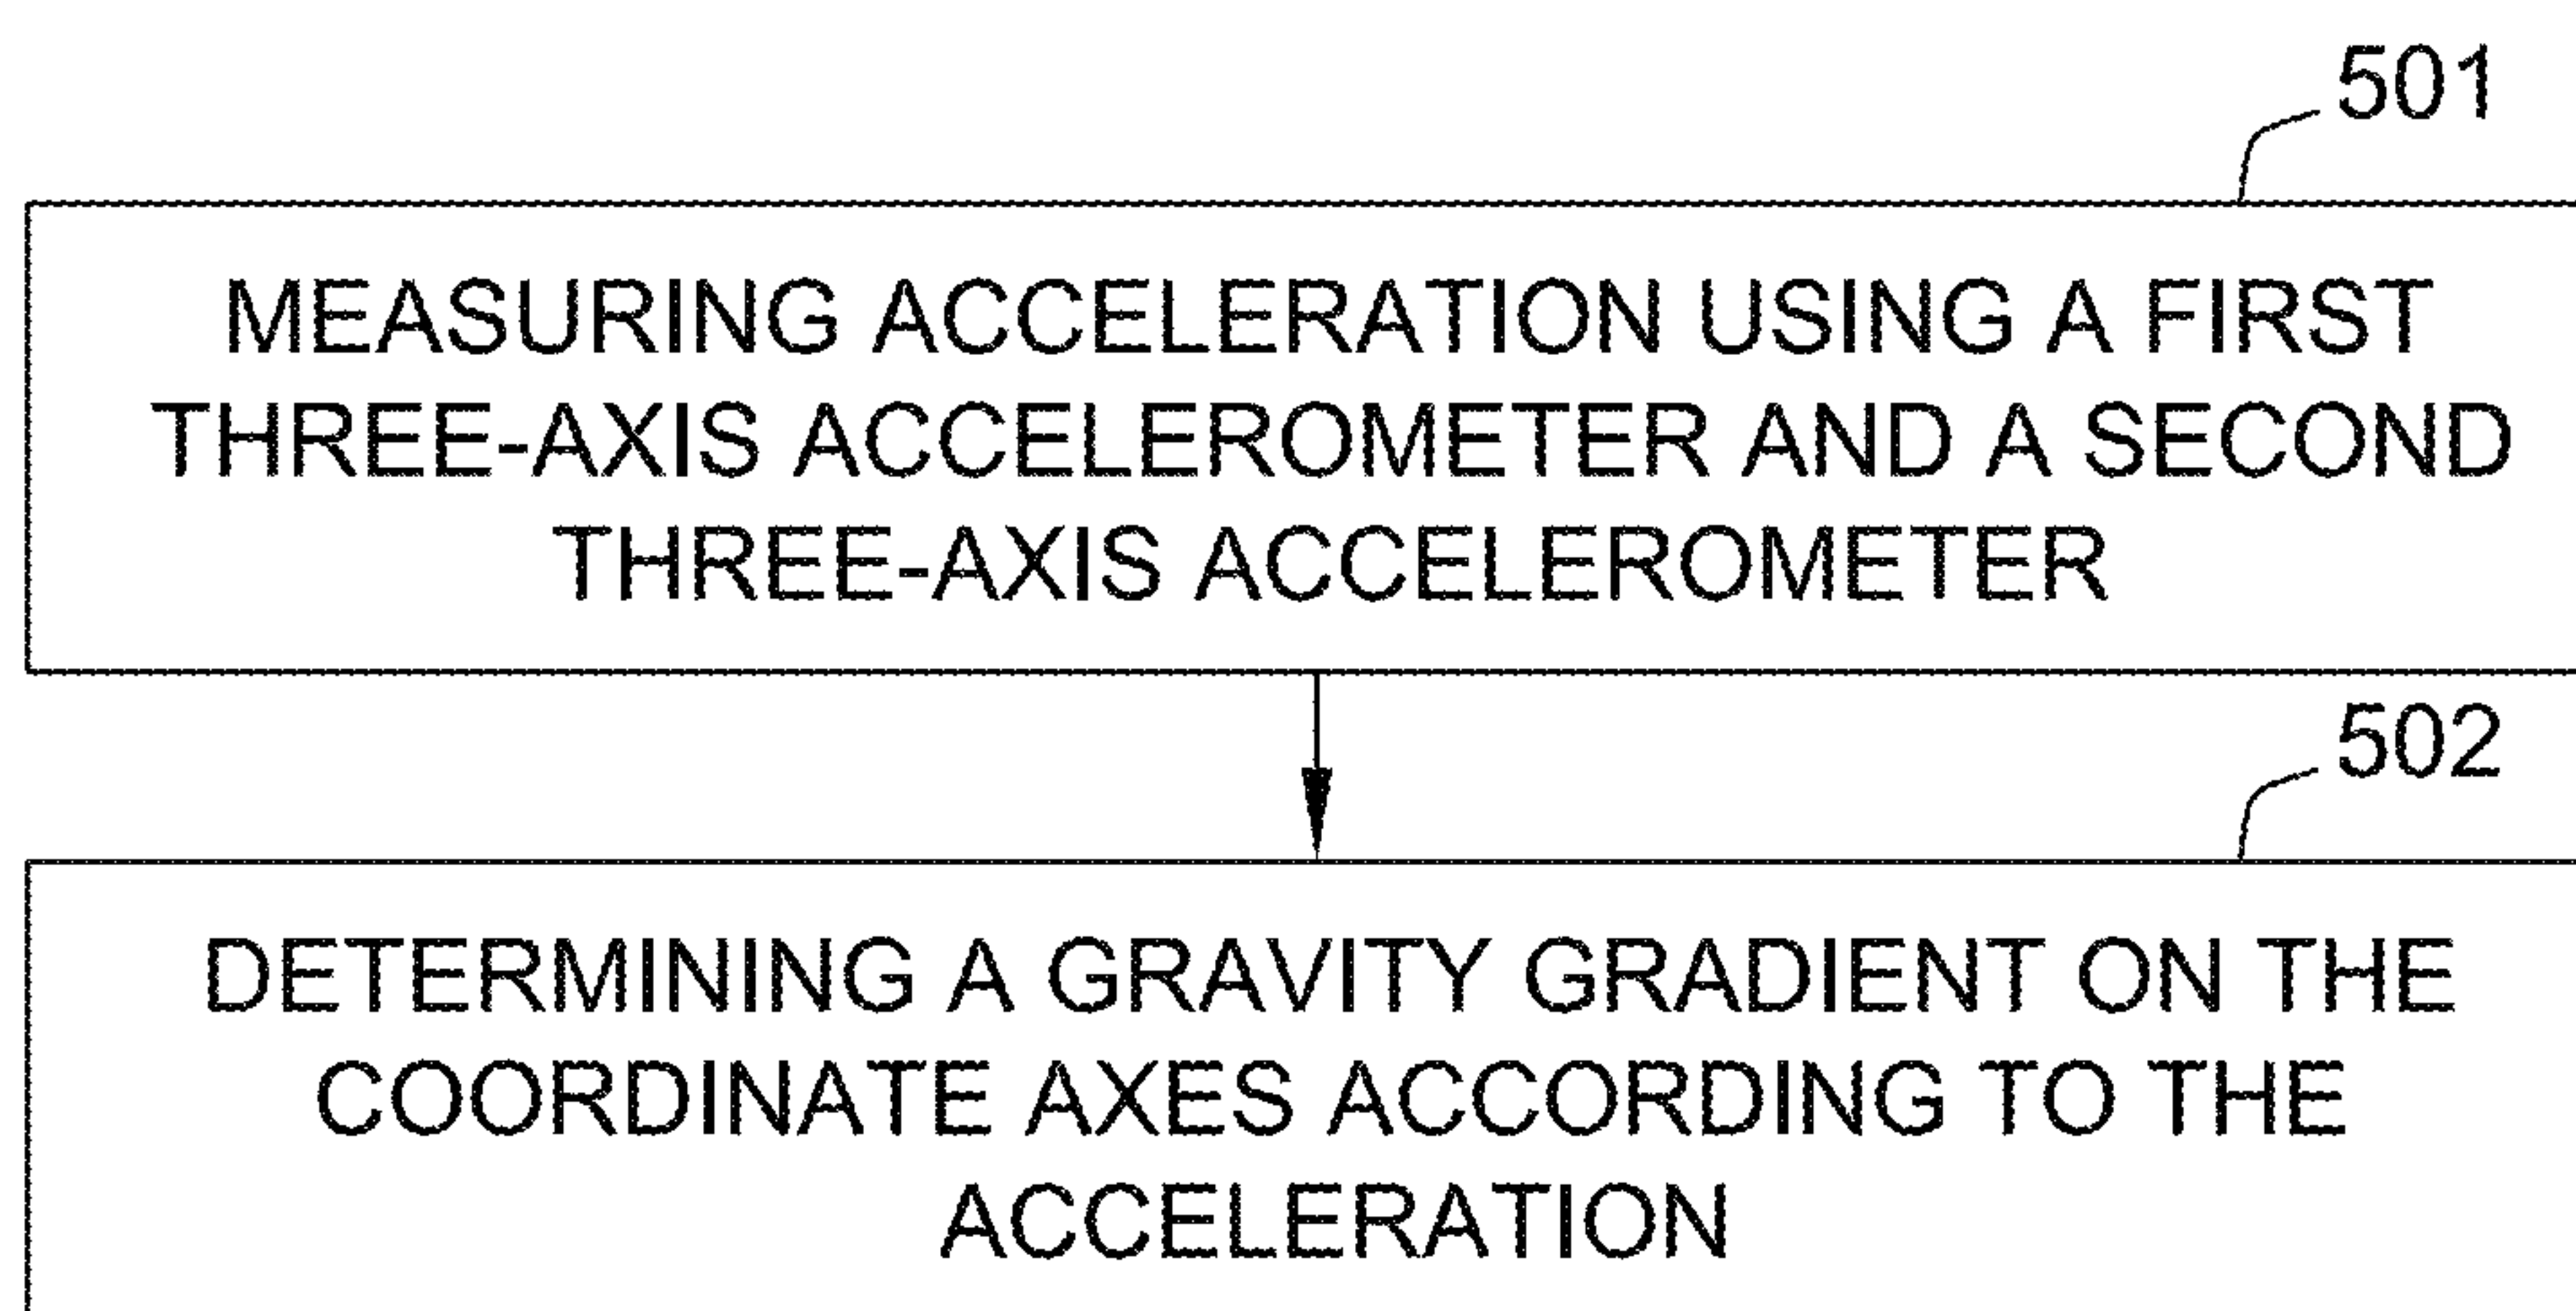 501
MEASURING ACCELERATION USING A FIRST
THREE-AXIS ACCELEROMETER AND A SECOND
THREE-AXIS ACCELEROMETER
502
DETERMINING A GRAVITY GRADIENT ON THE
COORDINATE AXES ACCORDING TO THE
ACCELERATION